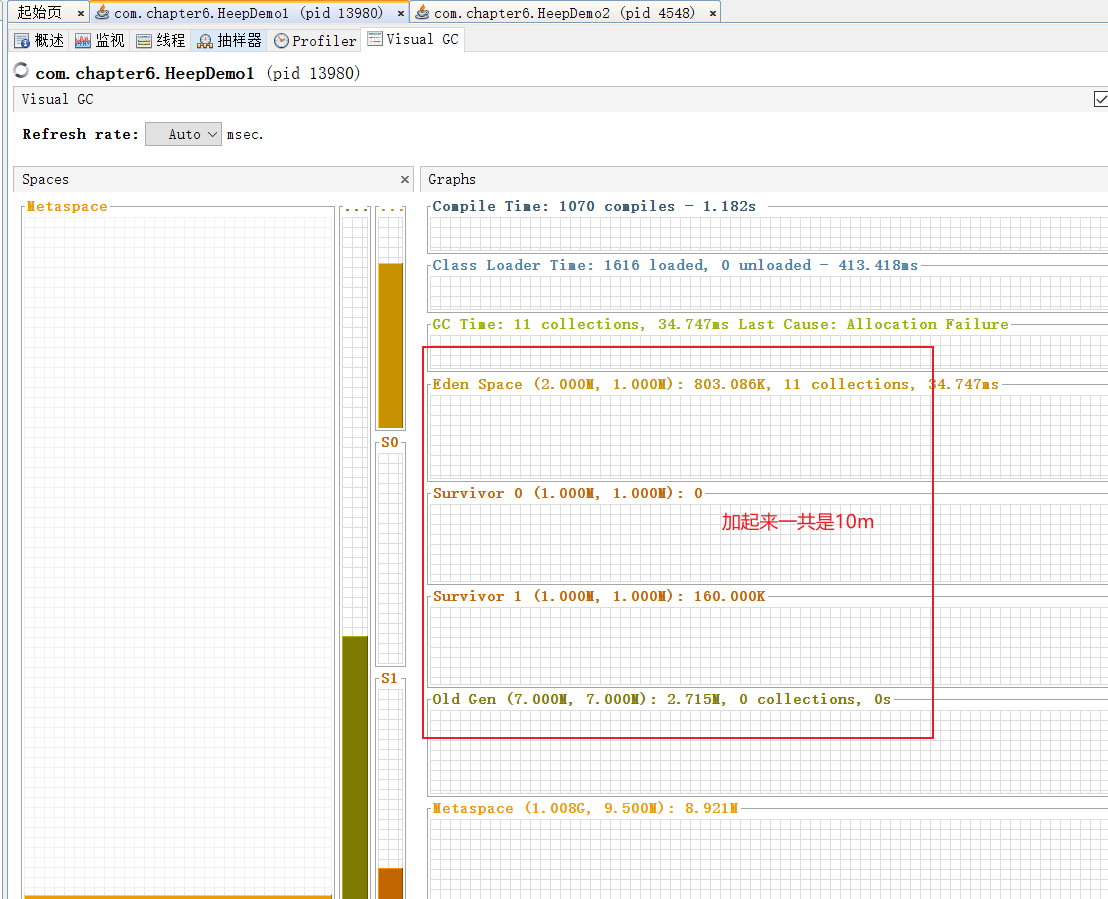 起始页 × com.chapter6.HeepDemo1 (pid 13980) × com.chapter6.HeepDemo2 (pid 4548) ×
概述 监视 线程 抽样器 Profiler Visual GC
com.chapter6.HeepDemo1 (pid 13980)
Visual GC
Refresh rate: Auto msec.
Spaces ×
Metaspace
...
...
S0
S1
Graphs
Compile Time: 1070 compiles - 1.182s
Class Loader Time: 1616 loaded, 0 unloaded - 413.418ms
GC Time: 11 collections, 34.747ms Last Cause: Allocation Failure
Eden Space (2.000M, 1.000M): 803.086K, 11 collections, 34.747ms
Survivor 0 (1.000M, 1.000M): 0
加起来一共是10m
Survivor 1 (1.000M, 1.000M): 160.000K
Old Gen (7.000M, 7.000M): 2.715M, 0 collections, 0s
Metaspace (1.008G, 9.500M): 8.921M